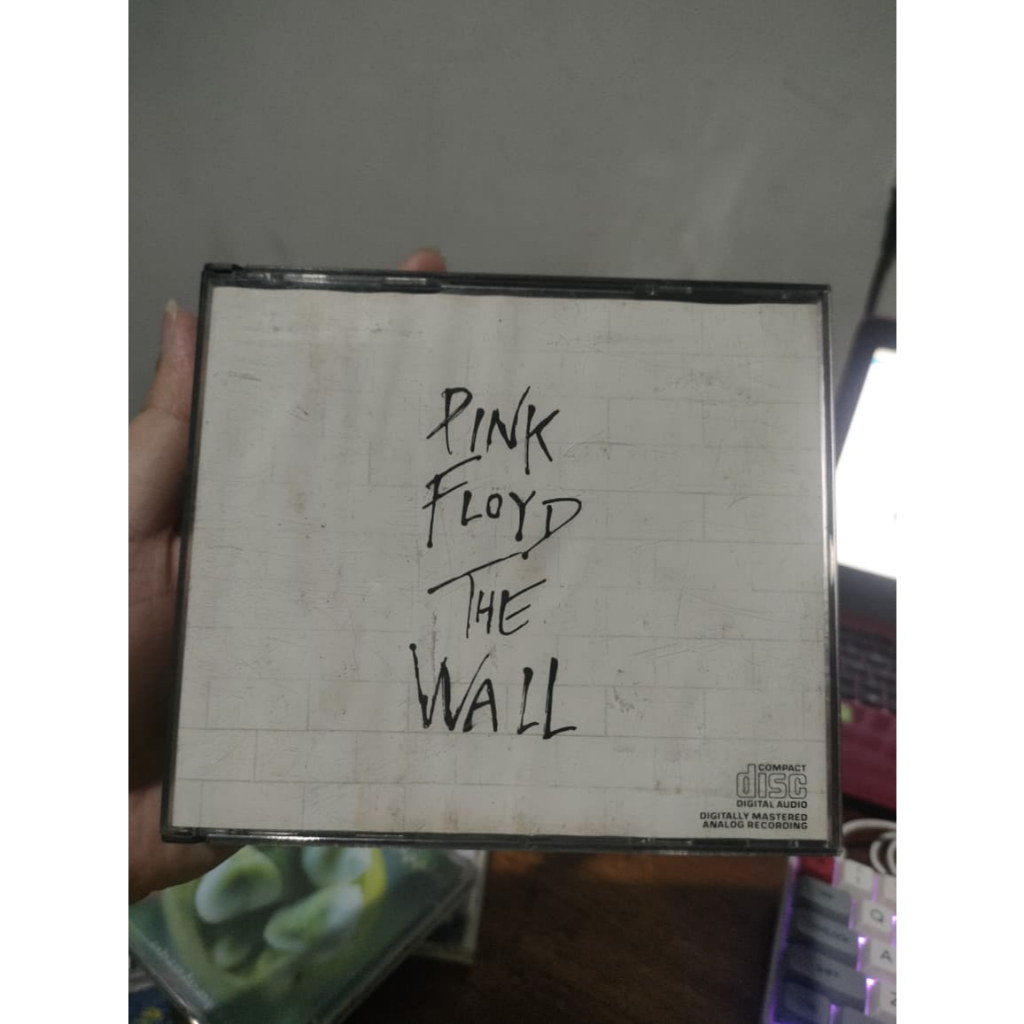 PINK
FLOYD
THE
WALL
COMPACT
disc
DIGITAL AUDIO
DIGITALLY MASTERED
ANALOG RECORDING
Q
A
Z